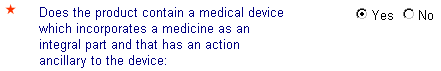 Does the product contain a medical device Yes No
which incorporates a medicine as an
integral part and that has an action
ancillary to the device: